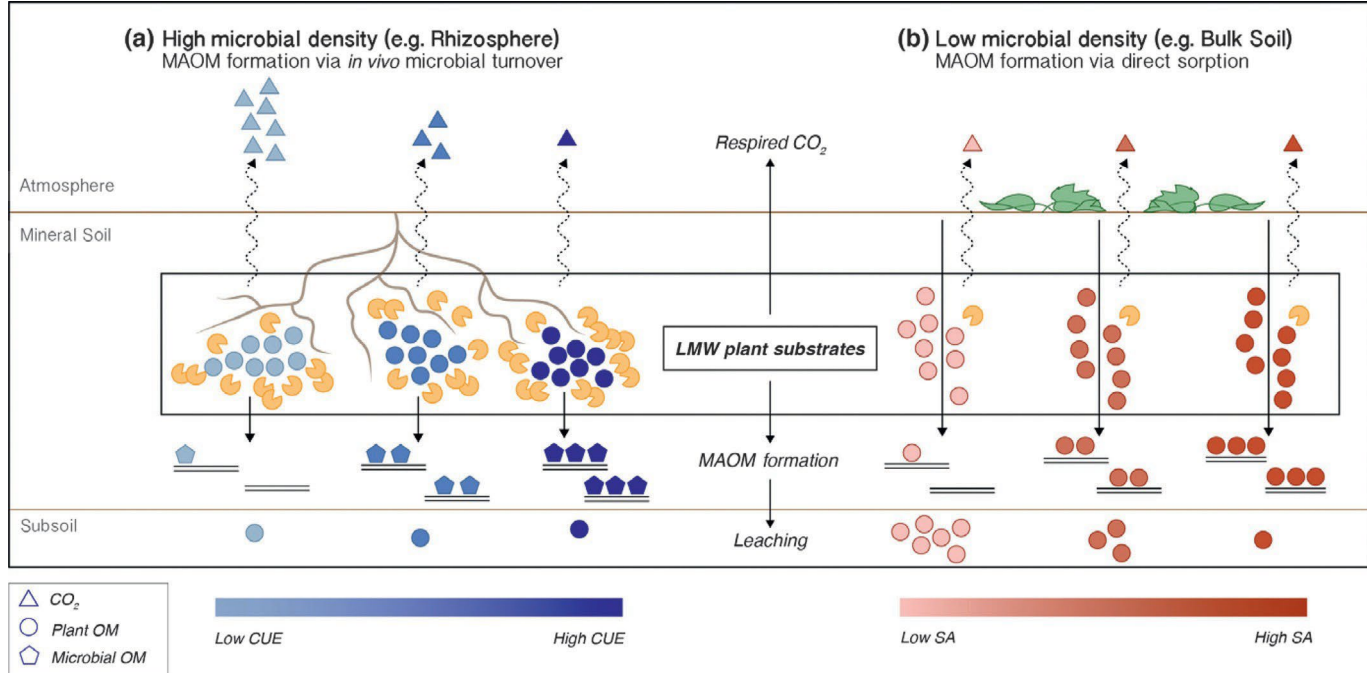 (a) High microbial density (e.g. Rhizosphere)
MAOM formation via in vivo microbial turnover
(b) Low microbial density (e.g. Bulk Soil)
MAOM formation via direct sorption
Respired CO₂
Atmosphere
Mineral Soil
LMW plant substrates
MAOM formation
Subsoil
Leaching
CO₂
Plant OM
Microbial OM
Low CUE
High CUE
Low SA
High SA